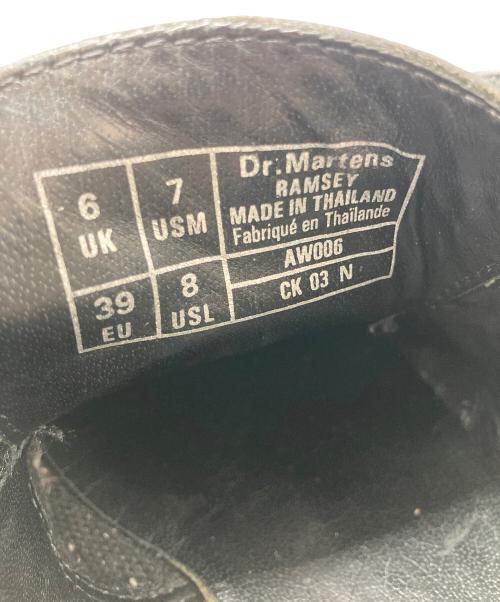 6
UK
7
USM
39
EU
8
USL
Dr. Martens
RAMSEY
MADE IN THAILAND
Fabriqué en Thaïlande
AW006
CK 03 N